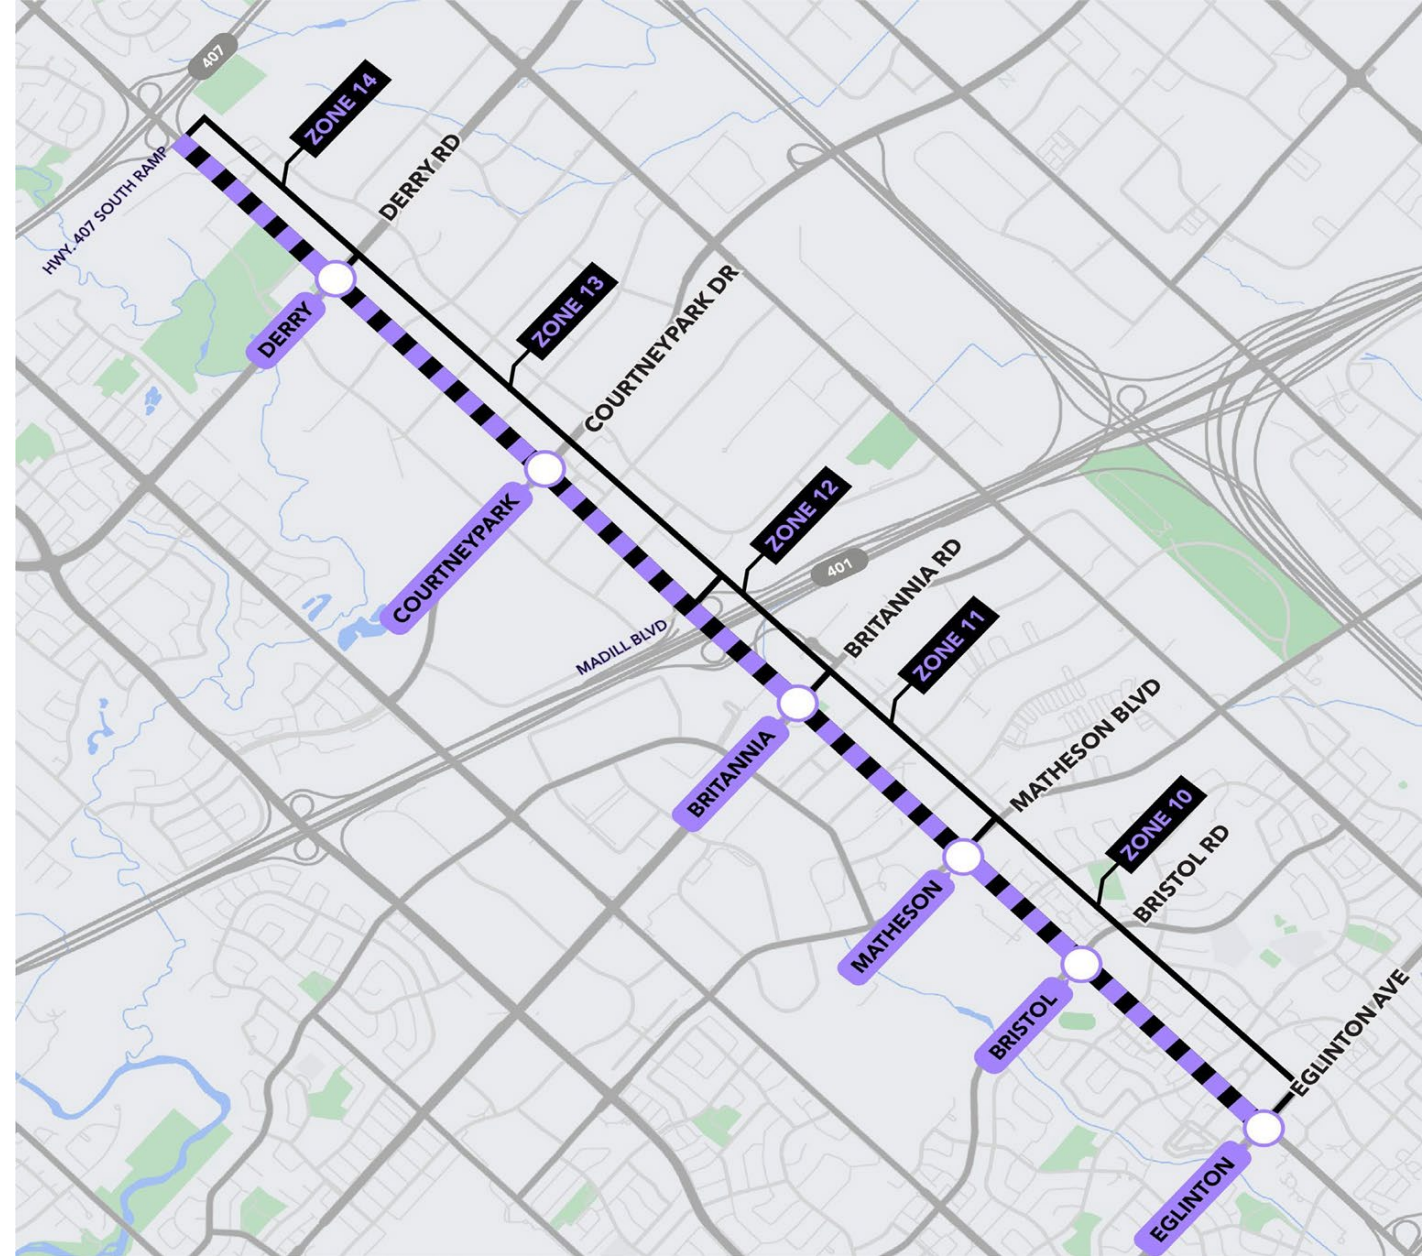 407
ZONE 14
HWY. 407 SOUTH RAMP
DERRY RD
DERRY
ZONE 13
COURTNEYPARK DR
COURTNEYPARK
ZONE 12
401
MADILL BLVD
BRITANNIA RD
BRITANNIA
ZONE 11
MATHESON BLVD
MATHESON
ZONE 10
BRISTOL RD
BRISTOL
EGLINTON AVE
EGLINTON